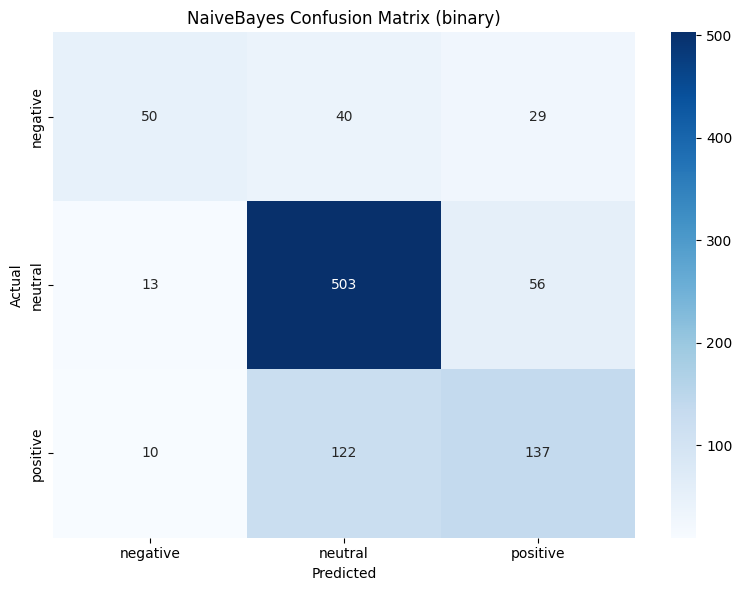 NaiveBayes Confusion Matrix (binary)
negative
50
40
29
Actual
neutral
13
503
56
positive
10
122
137
negative
neutral
positive
Predicted
500
400
300
200
100